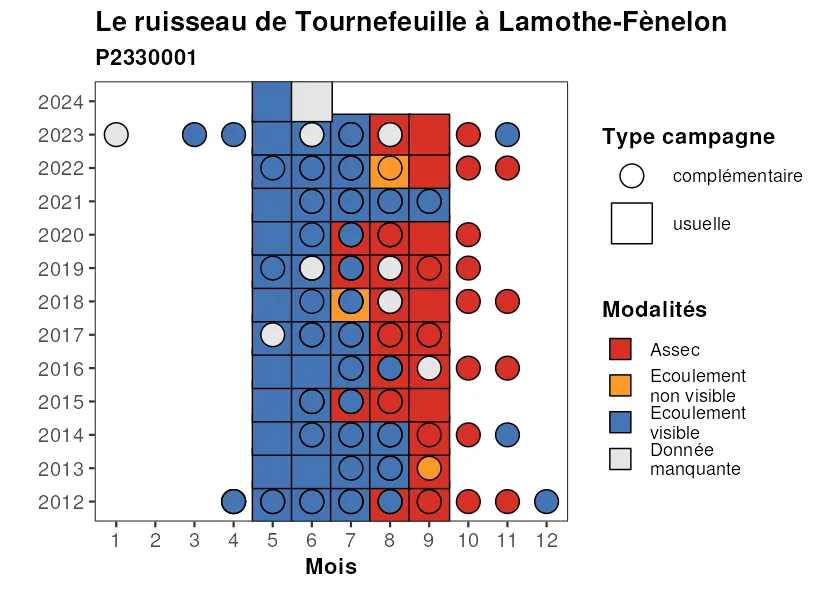 Le ruisseau de Tournefeuille à Lamothe-Fènelon
P2330001
2024
2023
2022
2021
2020
2019
2018
2017
2016
2015
2014
2013
2012
1 2 3 4 5 6 7 8 9 10 11 12
Mois
Type campagne
complémentaire
usuelle
Modalités
Assec
Ecoulement
non visible
Ecoulement
visible
Donnée
manquante